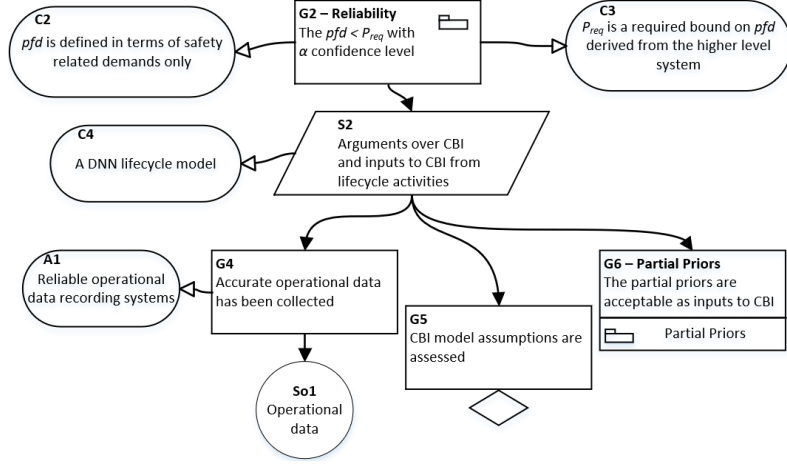 C2
pfd is defined in terms of safety
related demands only
G2 – Reliability
The pfd < Preq with
α confidence level
C3
Preq is a required bound on pfd
derived from the higher level
system
C4
A DNN lifecycle model
S2
Arguments over CBI
and inputs to CBI from
lifecycle activities
A1
Reliable operational
data recording systems
G4
Accurate operational data
has been collected
G5
CBI model assumptions are
assessed
G6 – Partial Priors
The partial priors are
acceptable as inputs to CBI
Partial Priors
So1
Operational
data